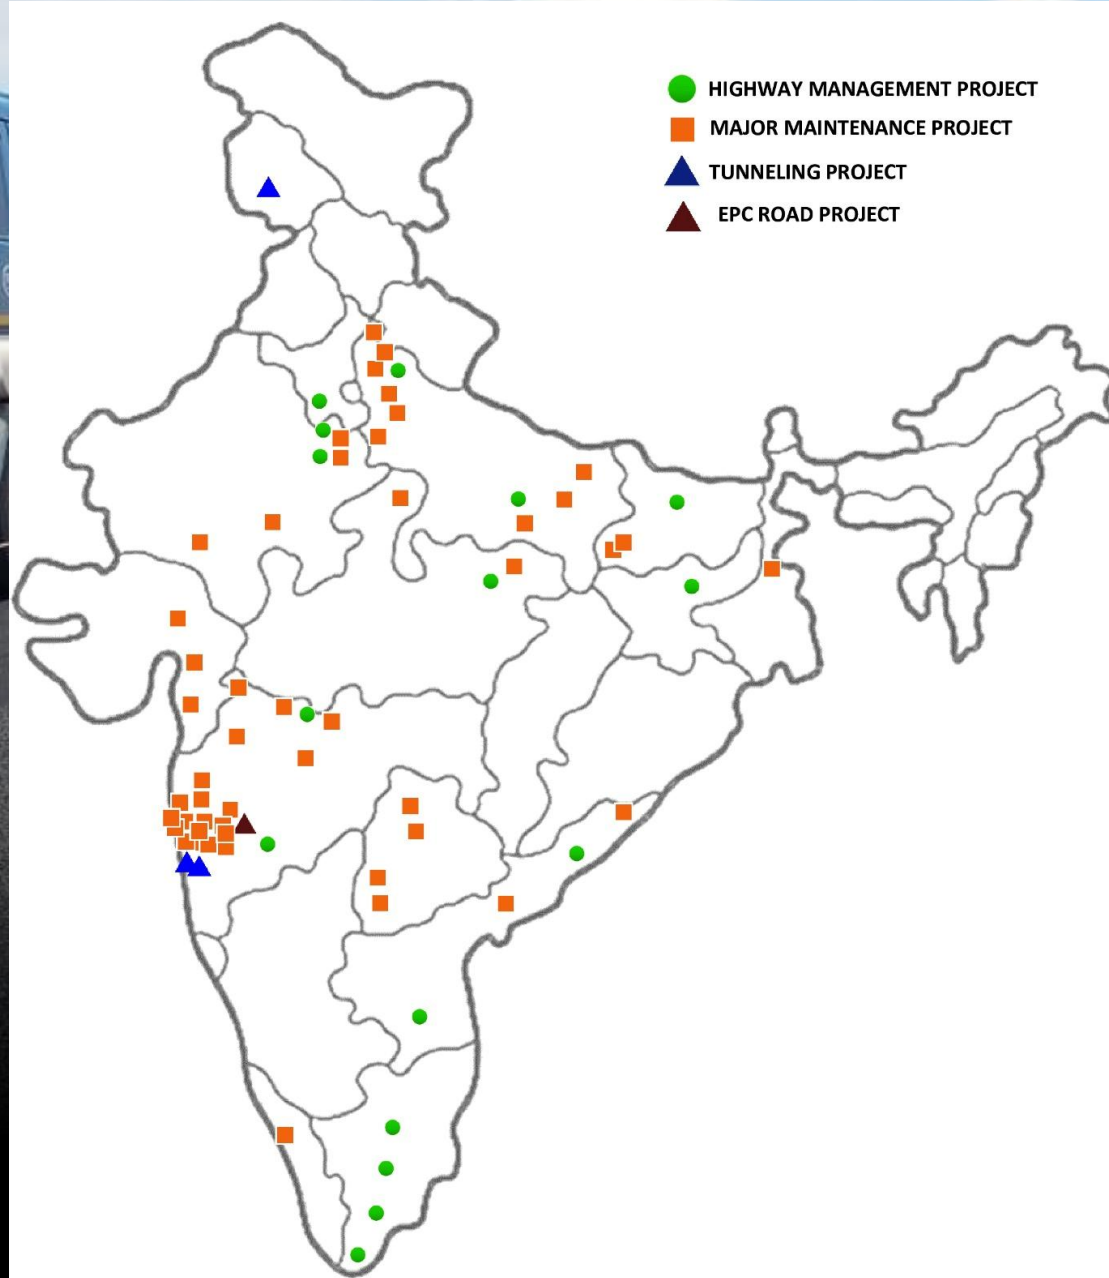 HIGHWAY MANAGEMENT PROJECT
MAJOR MAINTENANCE PROJECT
TUNNELING PROJECT
EPC ROAD PROJECT